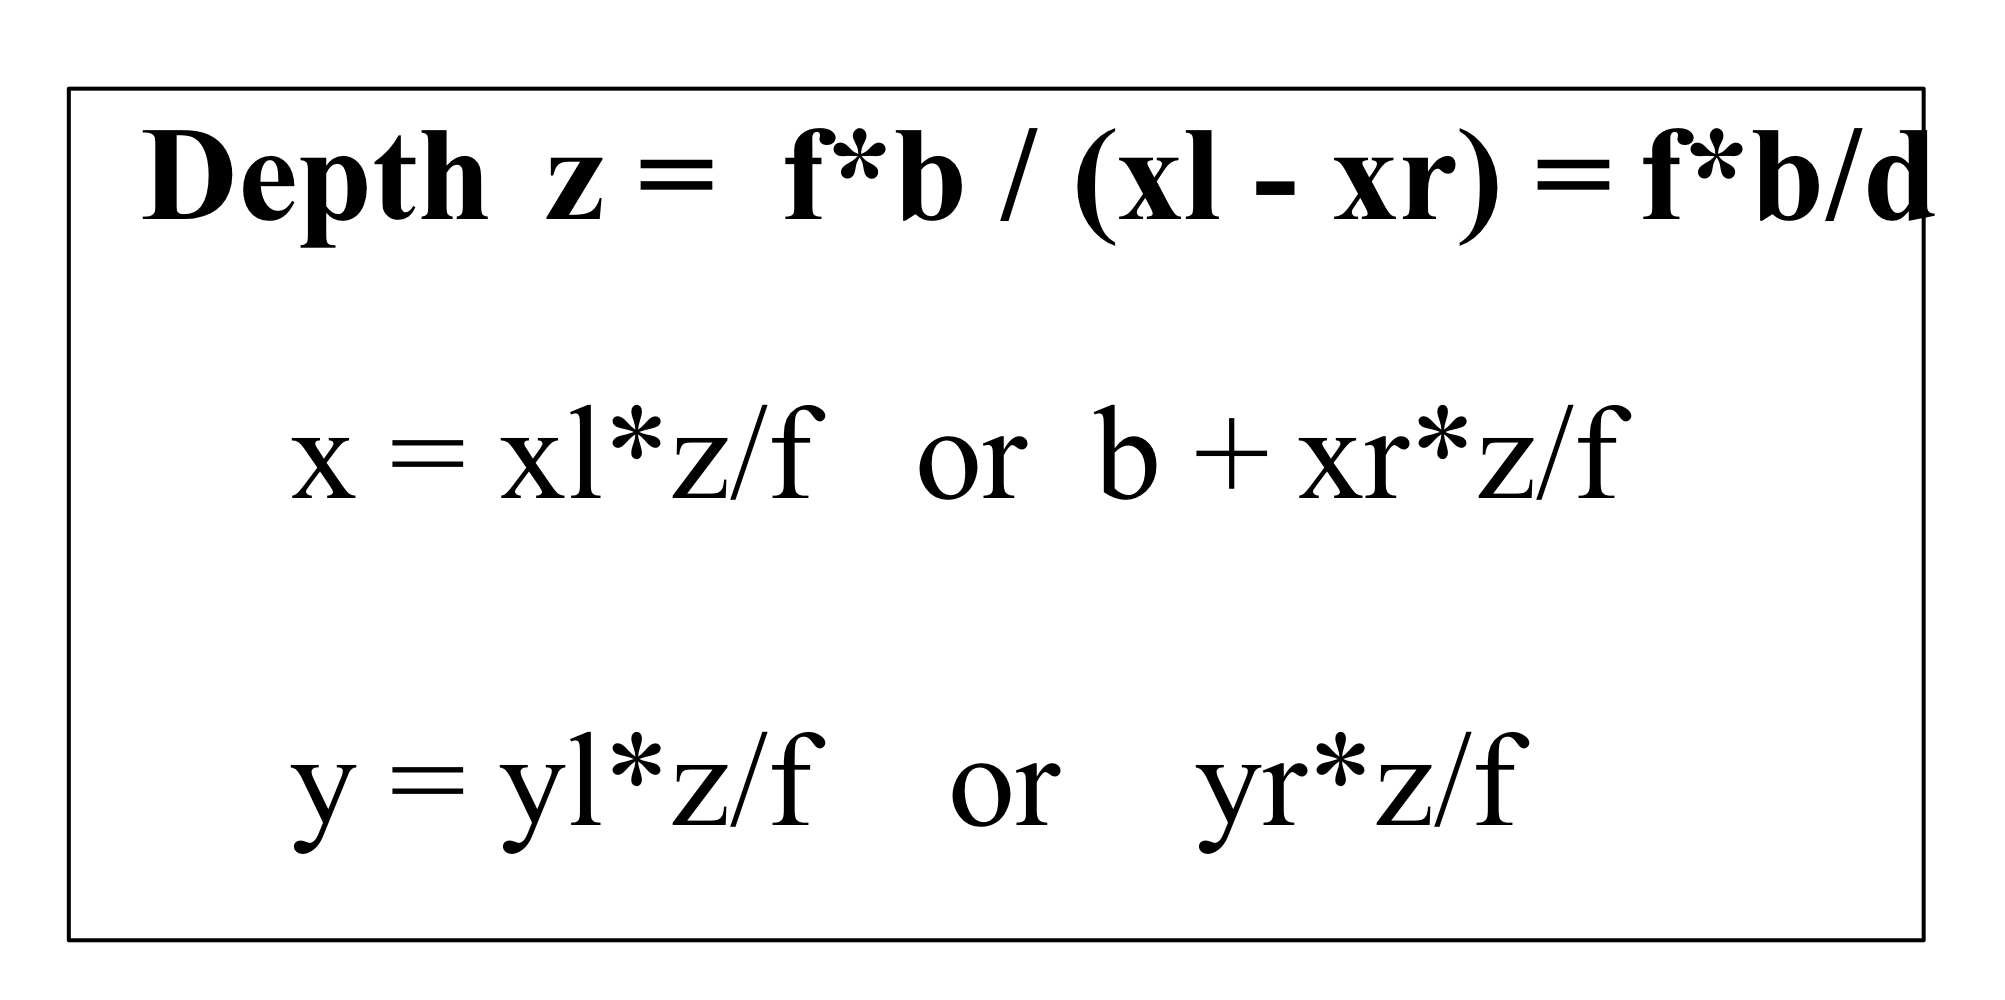 Depth z = f*b / (xl - xr) = f*b/d
x = xl*z/f or b + xr*z/f
y = yl*z/f or yr*z/f